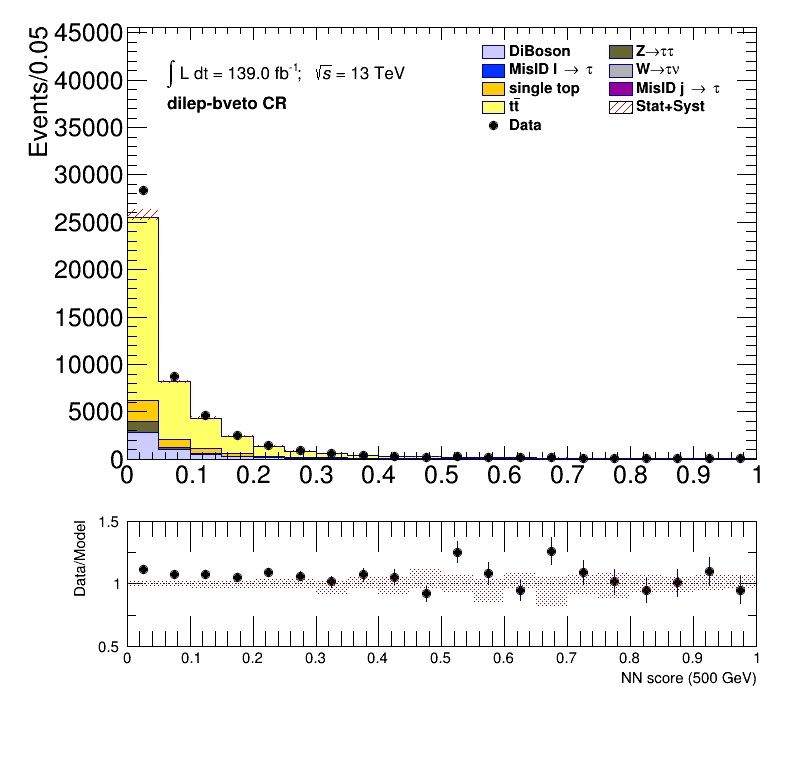 Events/0.05
45000
40000
35000
30000
25000
20000
15000
10000
5000
0
∫ L dt = 139.0 fb⁻¹; √s = 13 TeV
dilep-bveto CR
DiBoson
MisID l → τ
single top
tt̄
Data
Z→ττ
W→τν
MisID j → τ
Stat+Syst
0 0.1 0.2 0.3 0.4 0.5 0.6 0.7 0.8 0.9 1
Data/Model
1.5
1
0.5
0 0.1 0.2 0.3 0.4 0.5 0.6 0.7 0.8 0.9 1
NN score (500 GeV)